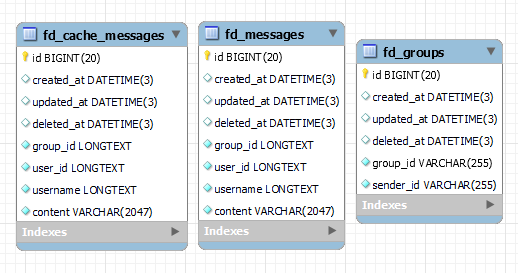 fd_cache_messages
id BIGINT(20)
created_at DATETIME(3)
updated_at DATETIME(3)
deleted_at DATETIME(3)
group_id LONGTEXT
user_id LONGTEXT
username LONGTEXT
content VARCHAR(2047)
Indexes
fd_messages
id BIGINT(20)
created_at DATETIME(3)
updated_at DATETIME(3)
deleted_at DATETIME(3)
group_id LONGTEXT
user_id LONGTEXT
username LONGTEXT
content VARCHAR(2047)
Indexes
fd_groups
id BIGINT(20)
created_at DATETIME(3)
updated_at DATETIME(3)
deleted_at DATETIME(3)
group_id VARCHAR(255)
sender_id VARCHAR(255)
Indexes